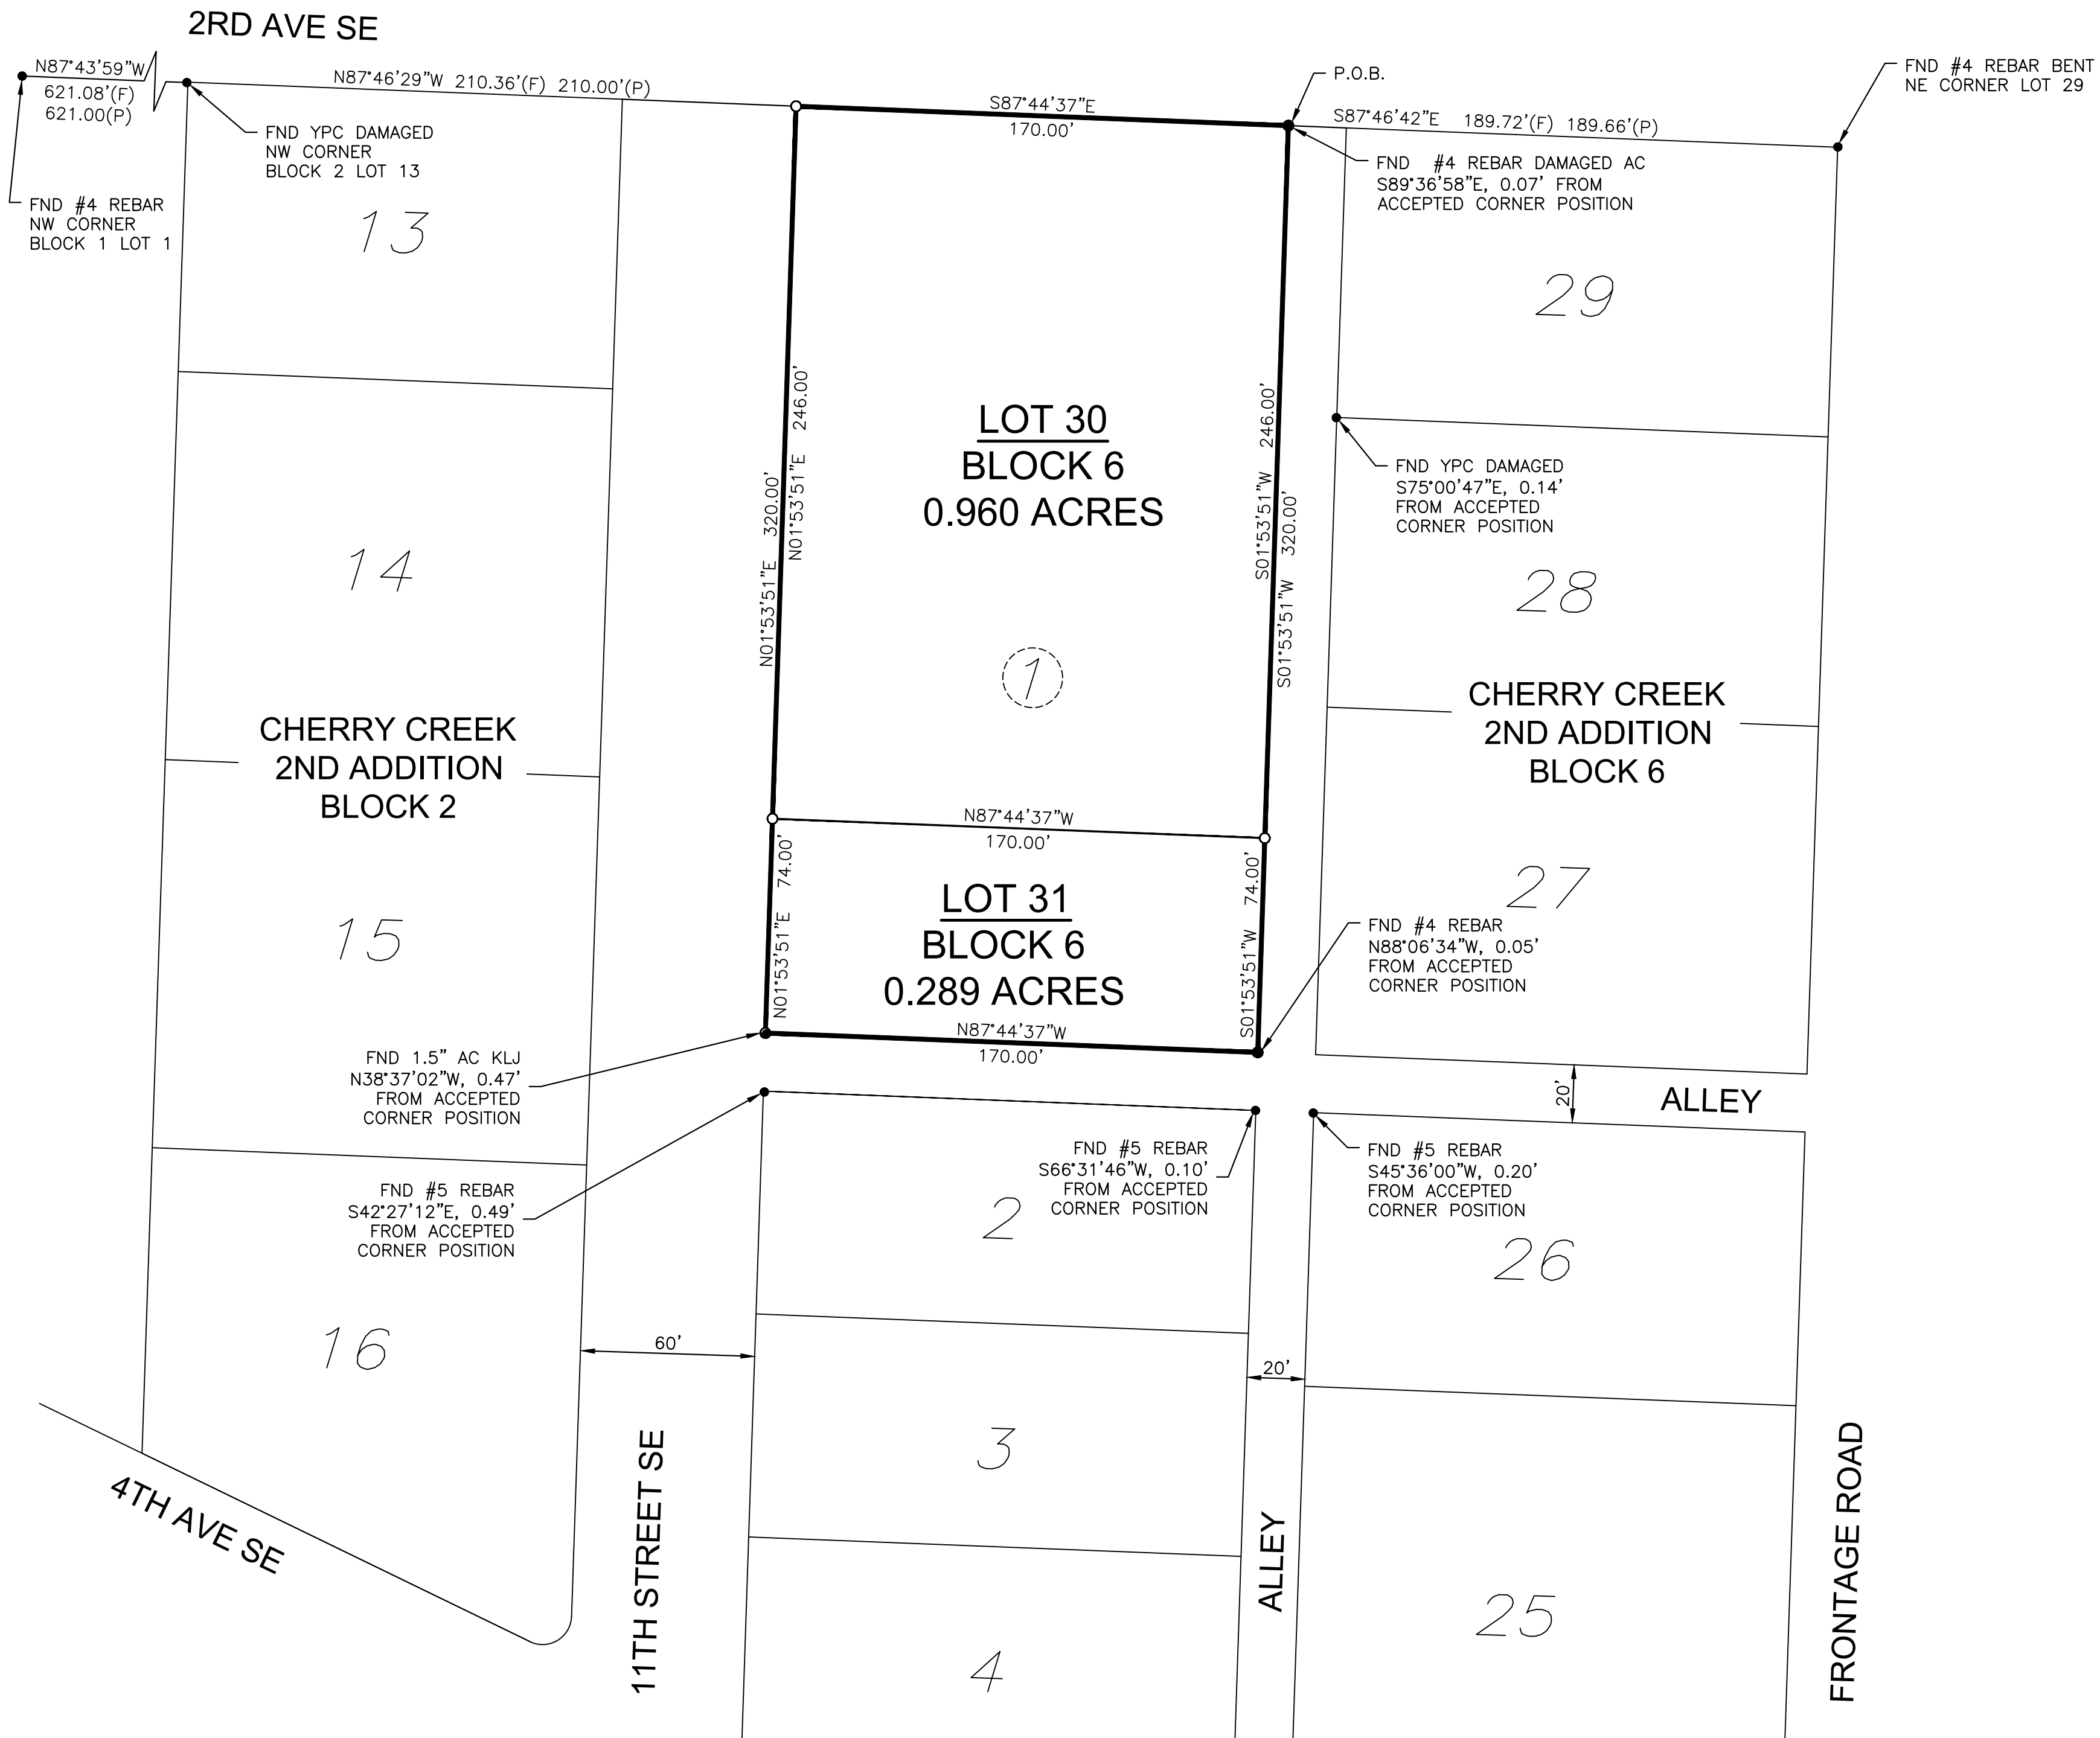 2RD AVE SE
N87°43'59"W
621.08'(F)
621.00(P)
N87°46'29"W 210.36'(F) 210.00'(P)
S87°44'37"E
170.00'
P.O.B.
S87°46'42"E 189.72'(F) 189.66'(P)
FND #4 REBAR BENT
NE CORNER LOT 29
FND #4 REBAR
NW CORNER
BLOCK 1 LOT 1
FND YPC DAMAGED
NW CORNER
BLOCK 2 LOT 13
FND #4 REBAR DAMAGED AC
S89°36'58"E, 0.07' FROM
ACCEPTED CORNER POSITION
13
29
N01°53'51"E 320.00'
N01°53'51"E 246.00'
LOT 30
BLOCK 6
0.960 ACRES
S01°53'51"W 246.00'
S01°53'51"W 320.00'
FND YPC DAMAGED
S75°00'47"E, 0.14'
FROM ACCEPTED
CORNER POSITION
14
28
1
CHERRY CREEK
2ND ADDITION
BLOCK 2
CHERRY CREEK
2ND ADDITION
BLOCK 6
N87°44'37"W
170.00'
15
27
N01°53'51"E 74.00'
LOT 31
BLOCK 6
0.289 ACRES
S01°53'51"W 74.00'
FND #4 REBAR
N88°06'34"W, 0.05'
FROM ACCEPTED
CORNER POSITION
N87°44'37"W
170.00'
FND 1.5" AC KLJ
N38°37'02"W, 0.47'
FROM ACCEPTED
CORNER POSITION
20'
ALLEY
FND #5 REBAR
S42°27'12"E, 0.49'
FROM ACCEPTED
CORNER POSITION
FND #5 REBAR
S66°31'46"W, 0.10'
FROM ACCEPTED
CORNER POSITION
FND #5 REBAR
S45°36'00"W, 0.20'
FROM ACCEPTED
CORNER POSITION
2
26
16
60'
20'
3
4TH AVE SE
11TH STREET SE
ALLEY
FRONTAGE ROAD
25
4